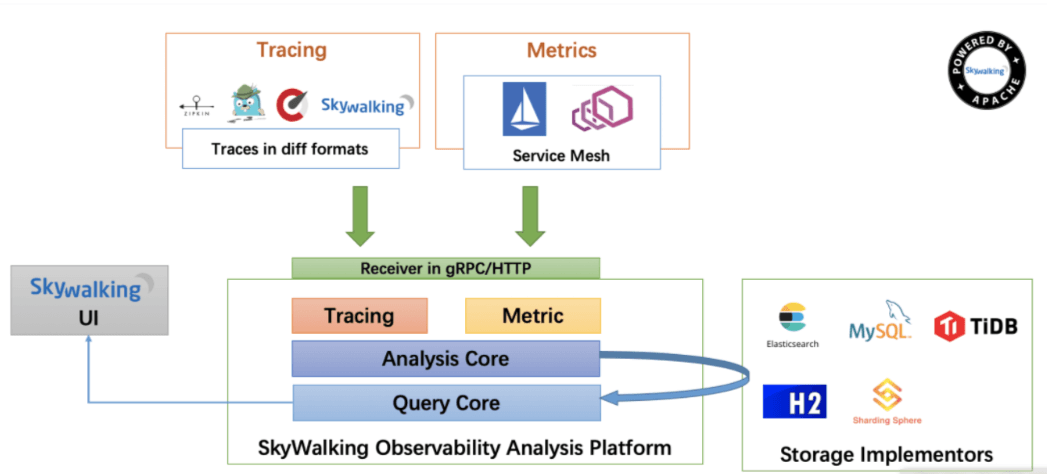 Tracing
ZIPKIN
Skywalking
Traces in diff formats
Metrics
Service Mesh
POWERED BY
Skywalking
APACHE
Receiver in gRPC/HTTP
Skywalking
UI
Tracing
Metric
Analysis Core
Query Core
SkyWalking Observability Analysis Platform
Elasticsearch
MySQL
TiDB
H2
Sharding Sphere
Storage Implementors